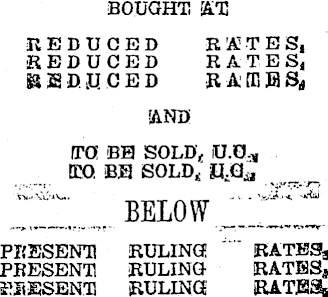 BOUGHT AT
REDUCED RATES,
REDUCED RATES,
REDUCED RATES,
AND
TO BE SOLD, U.C.,
TO BE SOLD, U.C.,
BELOW
PRESENT RULING RATES,
PRESENT RULING RATES,
PRESENT RULING RATES,